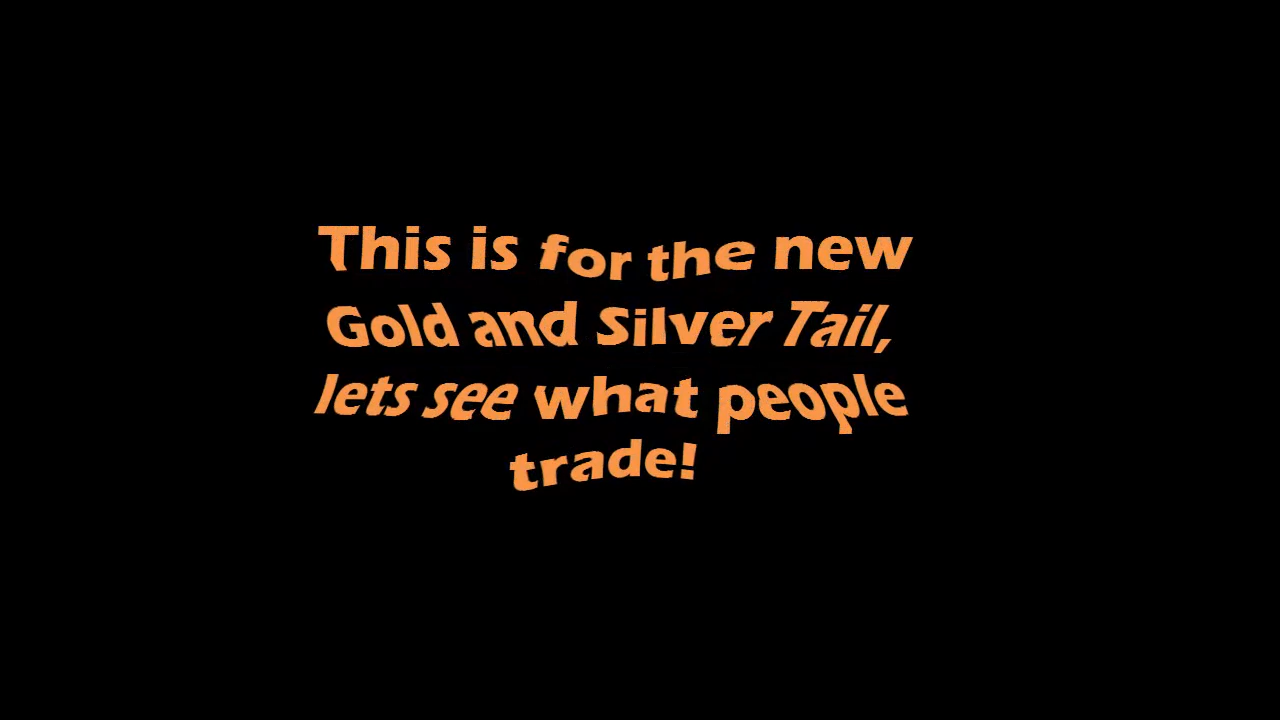 This is for the new
Gold and Silver Tail,
lets see what people
trade!